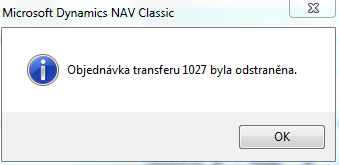 Microsoft Dynamics NAV Classic
Objednávka transferu 1027 byla odstraněna.
OK